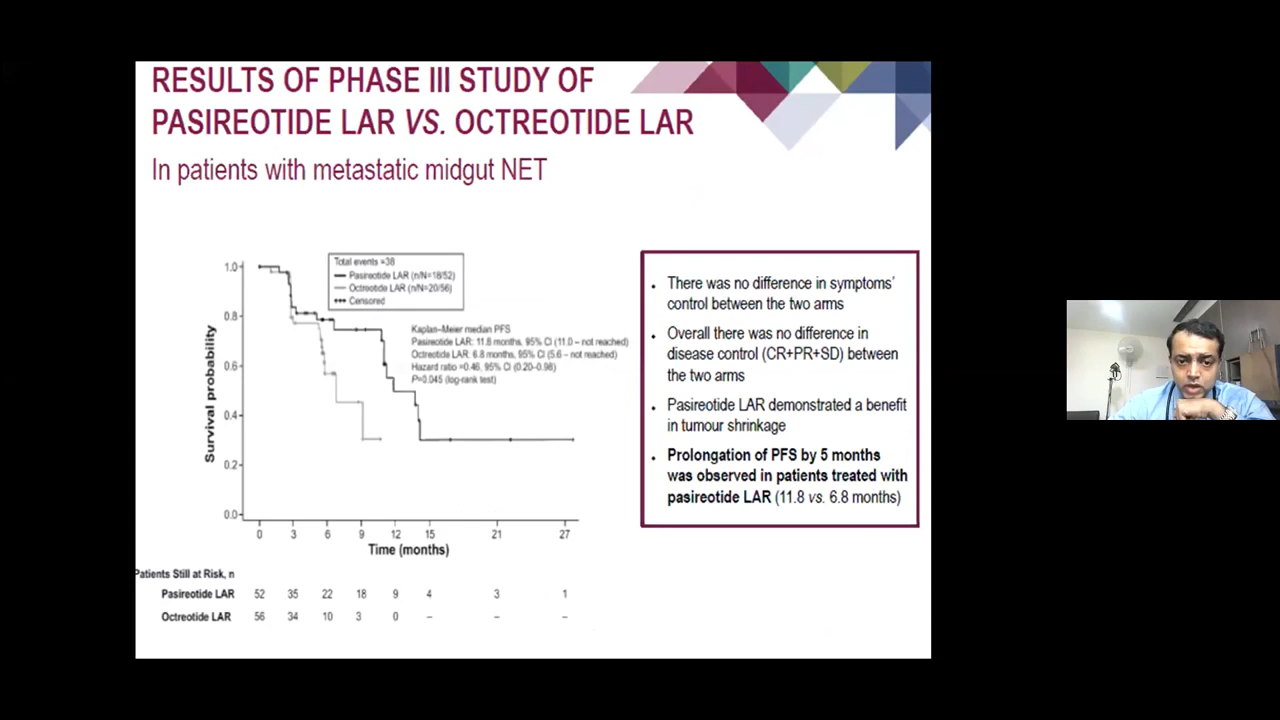 RESULTS OF PHASE III STUDY OF
PASIREOTIDE LAR VS. OCTREOTIDE LAR
In patients with metastatic midgut NET
Total events =38
Pasireotide LAR (n/N=18/52)
Octreotide LAR (n/N=20/56)
Censored
Kaplan–Meier median PFS
Pasireotide LAR: 11.8 months, 95% CI (11.0 – not reached)
Octreotide LAR: 6.8 months, 95% CI (5.6 – not reached)
Hazard ratio =0.46, 95% CI (0.20–0.98)
P=0.045 (log-rank test)
Survival probability
1.0
0.8
0.6
0.4
0.2
0.0
0 3 6 9 12 15 21 27
Time (months)
Patients Still at Risk, n
Pasireotide LAR 52 35 22 18 9 4 3 1
Octreotide LAR 56 34 10 3 0 – – –
• There was no difference in symptoms’
control between the two arms
• Overall there was no difference in
disease control (CR+PR+SD) between
the two arms
• Pasireotide LAR demonstrated a benefit
in tumour shrinkage
• Prolongation of PFS by 5 months
was observed in patients treated with
pasireotide LAR (11.8 vs. 6.8 months)